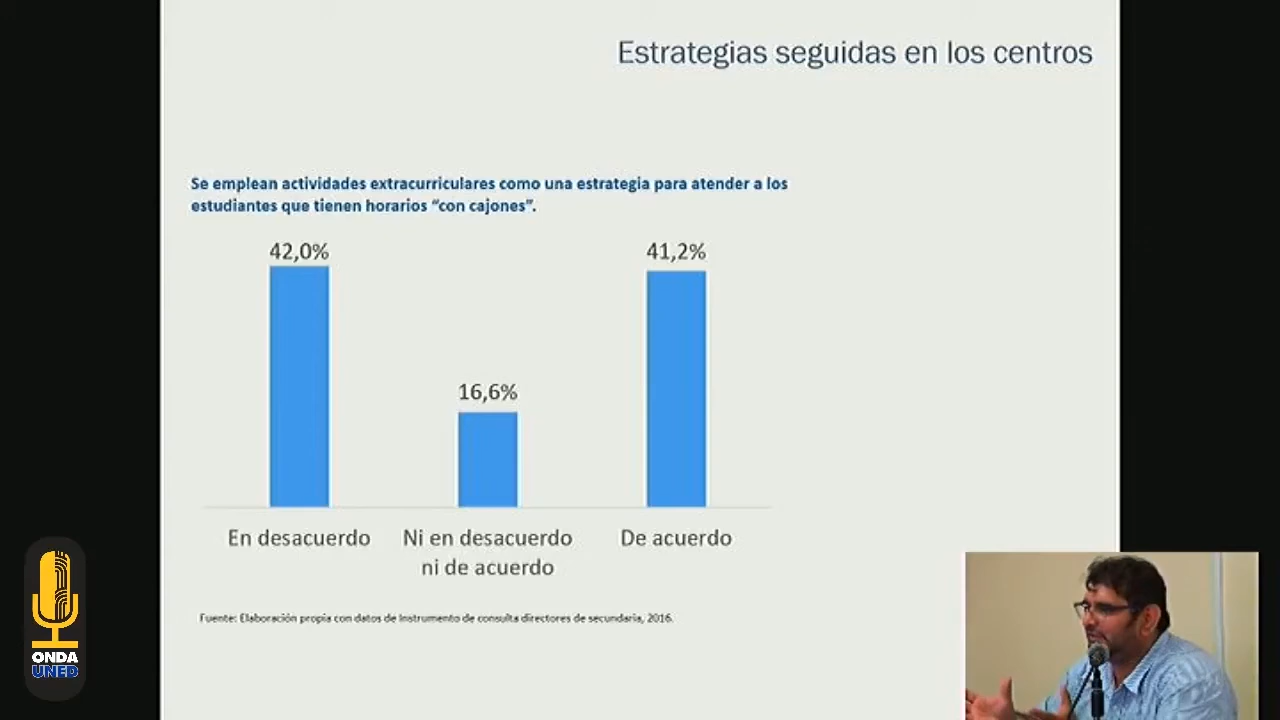 Estrategias seguidas en los centros
Se emplean actividades extracurriculares como una estrategia para atender a los
estudiantes que tienen horarios “con cajones”.
42,0%
16,6%
41,2%
En desacuerdo
Ni en desacuerdo
ni de acuerdo
De acuerdo
Fuente: Elaboración propia con datos de Instrumento de consulta directores de secundaria, 2016.
ONDA
UNED